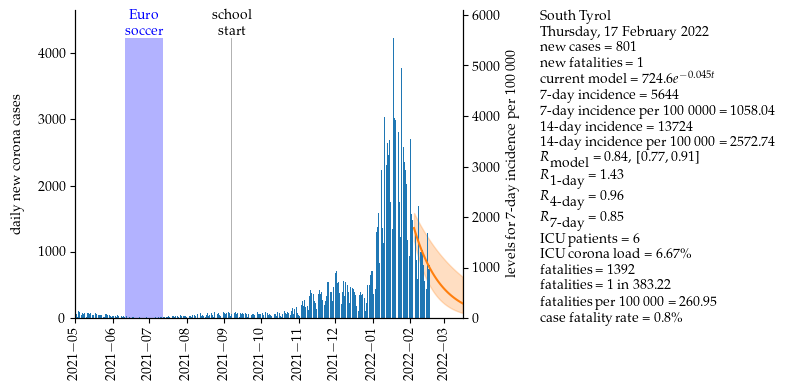 Euro
soccer
school
start
daily new corona cases
4000
3000
2000
1000
0
2021−05
2021−06
2021−07
2021−08
2021−09
2021−10
2021−11
2021−12
2022−01
2022−02
2022−03
6000
5000
4000
3000
2000
1000
0
levels for 7-day incidence per 100 000
South Tyrol
Thursday, 17 February 2022
new cases = 801
new fatalities = 1
current model = 724.6e^{−0.045t}
7-day incidence = 5644
7-day incidence per 100 0000 = 1058.04
14-day incidence = 13724
14-day incidence per 100 000 = 2572.74
R_model = 0.84, [0.77, 0.91]
R_1-day = 1.43
R_4-day = 0.96
R_7-day = 0.85
ICU patients = 6
ICU corona load = 6.67%
fatalities = 1392
fatalities = 1 in 383.22
fatalities per 100 000 = 260.95
case fatality rate = 0.8%